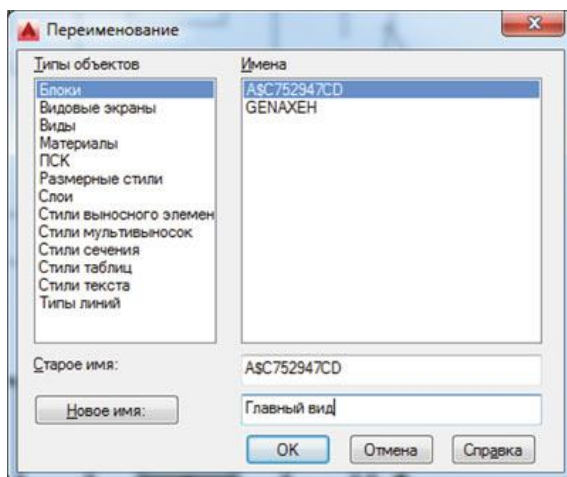 Переименование
Типы объектов
Имена
Блоки
Видовые экраны
Виды
Материалы
ПСК
Размерные стили
Слои
Стили выносного элемен
Стили мультивыносок
Стили сечения
Стили таблиц
Стили текста
Типы линий
A$C752947CD
GENAXEH
Старое имя:
A$C752947CD
Новое имя:
Главный вид
OK
Отмена
Справка